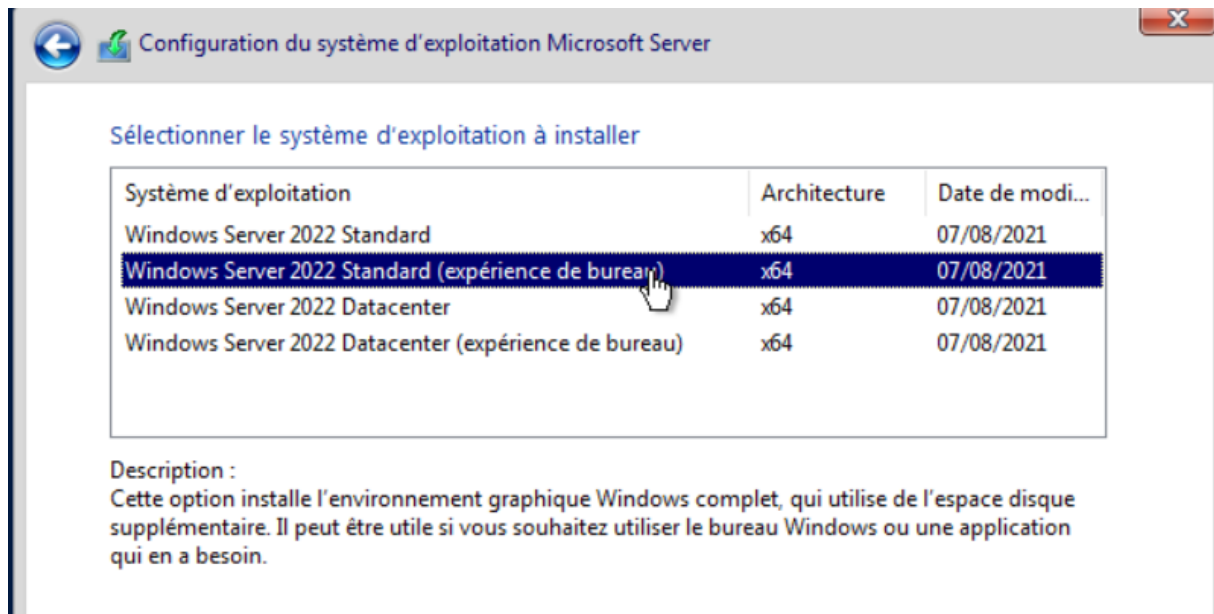 Configuration du système d'exploitation Microsoft Server
Sélectionner le système d'exploitation à installer
Système d'exploitation Architecture Date de modi...
Windows Server 2022 Standard x64 07/08/2021
Windows Server 2022 Standard (expérience de bureau) x64 07/08/2021
Windows Server 2022 Datacenter x64 07/08/2021
Windows Server 2022 Datacenter (expérience de bureau) x64 07/08/2021
Description :
Cette option installe l'environnement graphique Windows complet, qui utilise de l'espace disque
supplémentaire. Il peut être utile si vous souhaitez utiliser le bureau Windows ou une application
qui en a besoin.